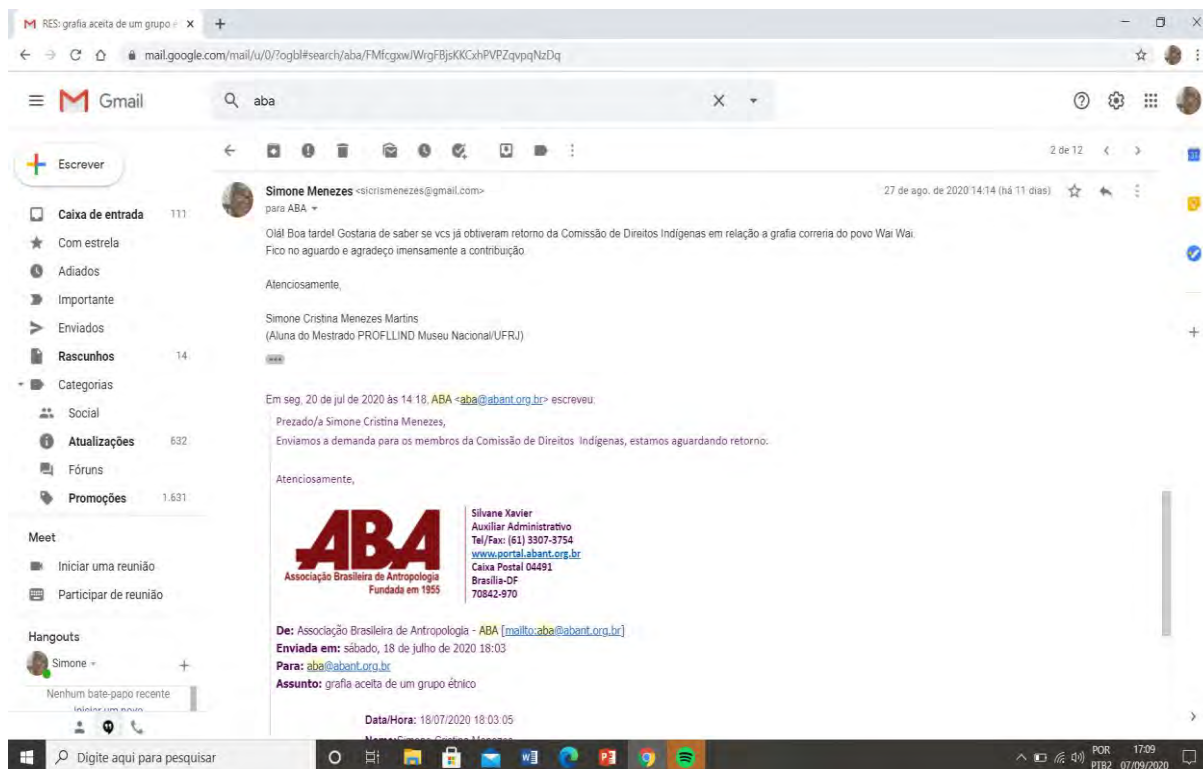 RES: grafia aceita de um grupo é
mail.google.com/mail/u/0/?ogbl#search/aba/FMfcgxwJWrgFBjsKKCxhPVPZqvpqNzDq
Gmail
aba
Escrever
2 de 12
Caixa de entrada 111
Com estrela
Adiados
Importante
Enviados
Rascunhos 14
Categorias
Social
Atualizações 632
Fóruns
Promoções 1.631
Meet
Iniciar uma reunião
Participar de reunião
Hangouts
Simone
Nenhum bate-papo recente
Simone Menezes <sicrismenezes@gmail.com> 27 de ago. de 2020 14:14 (há 11 dias)
para ABA
Olá! Boa tarde! Gostaria de saber se vcs já obtiveram retorno da Comissão de Direitos Indígenas em relação a grafia correria do povo Wai Wai.
Fico no aguardo e agradeço imensamente a contribuição.
Atenciosamente,
Simone Cristina Menezes Martins
(Aluna do Mestrado PROFLLIND Museu Nacional/UFRJ)
Em seg, 20 de jul de 2020 às 14:18, ABA <aba@abant.org.br> escreveu:
Prezado/a Simone Cristina Menezes,
Enviamos a demanda para os membros da Comissão de Direitos Indígenas, estamos aguardando retorno.
Atenciosamente,
ABA
Associação Brasileira de Antropologia
Fundada em 1955
Silvane Xavier
Auxiliar Administrativo
Tel/Fax: (61) 3307-3754
www.portal.abant.org.br
Caixa Postal 04491
Brasília-DF
70842-970
De: Associação Brasileira de Antropologia - ABA [mailto:aba@abant.org.br]
Enviada em: sábado, 18 de julho de 2020 18:03
Para: aba@abant.org.br
Assunto: grafia aceita de um grupo étnico
Data/Hora: 18/07/2020 18:03:05
Digite aqui para pesquisar
POR 17:09
PTB2 07/09/2020